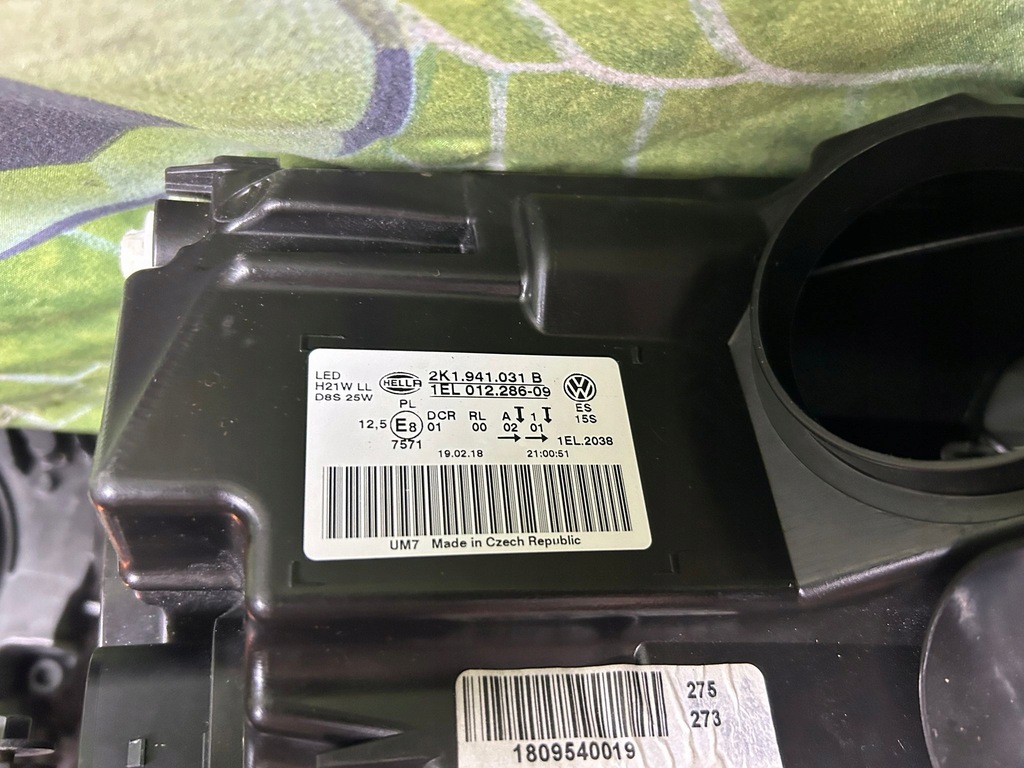 LED
H21W LL
D8S 25W
HELLA
2K1.941.031 B
1EL 012.286-09
VW
PL
ES
15S
12,5 E8 DCR RL A 1
01 00 02 01
7571
1EL.2038
19.02.18 21:00:51
UM7 Made in Czech Republic
275
273
1809540019